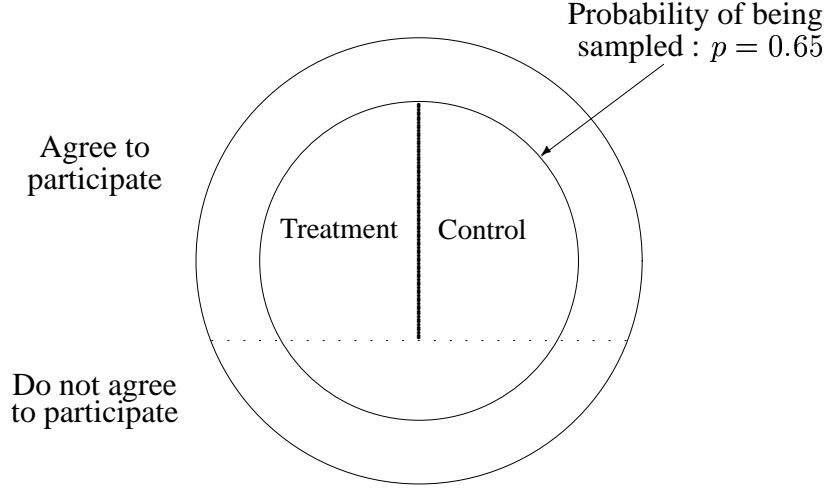 Probability of being
sampled : p = 0.65
Agree to
participate
Treatment
Control
Do not agree
to participate